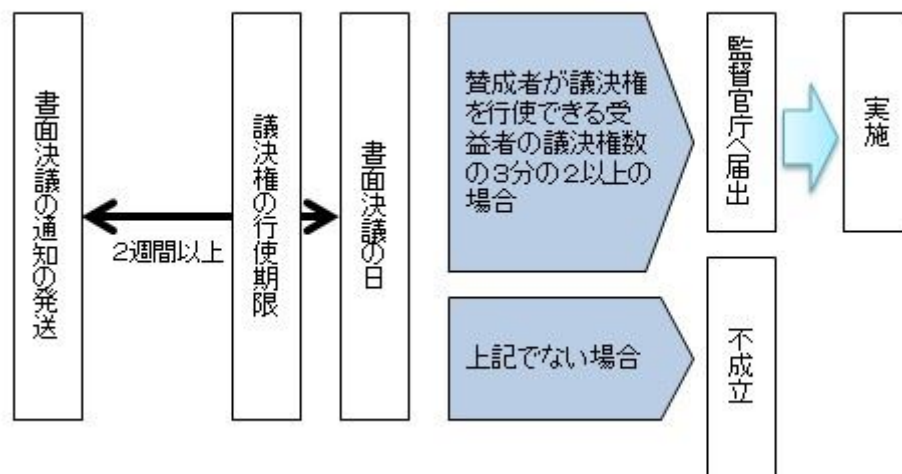 書面決議の通知の発送
2週間以上
議決権の行使期限
書面決議の日
賛成者が議決権
を行使できる受
益者の議決権数
の3分の2以上の
場合
監督官庁へ届出
実施
上記でない場合
不成立